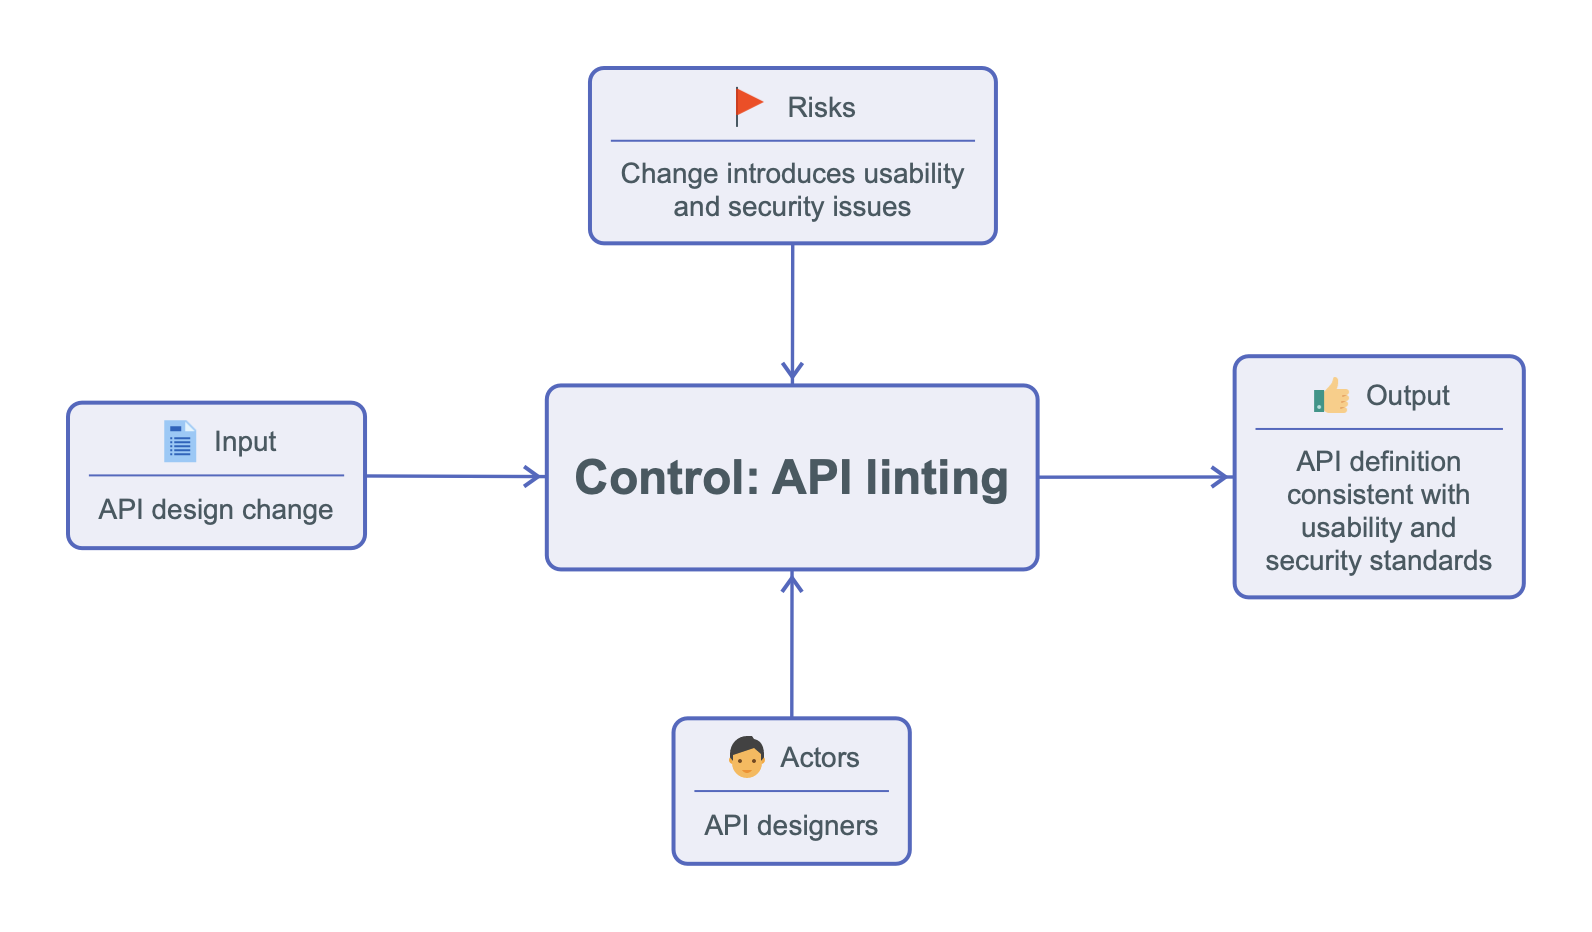 Risks
Change introduces usability
and security issues
Input
API design change
Control: API linting
Output
API definition
consistent with
usability and
security standards
Actors
API designers